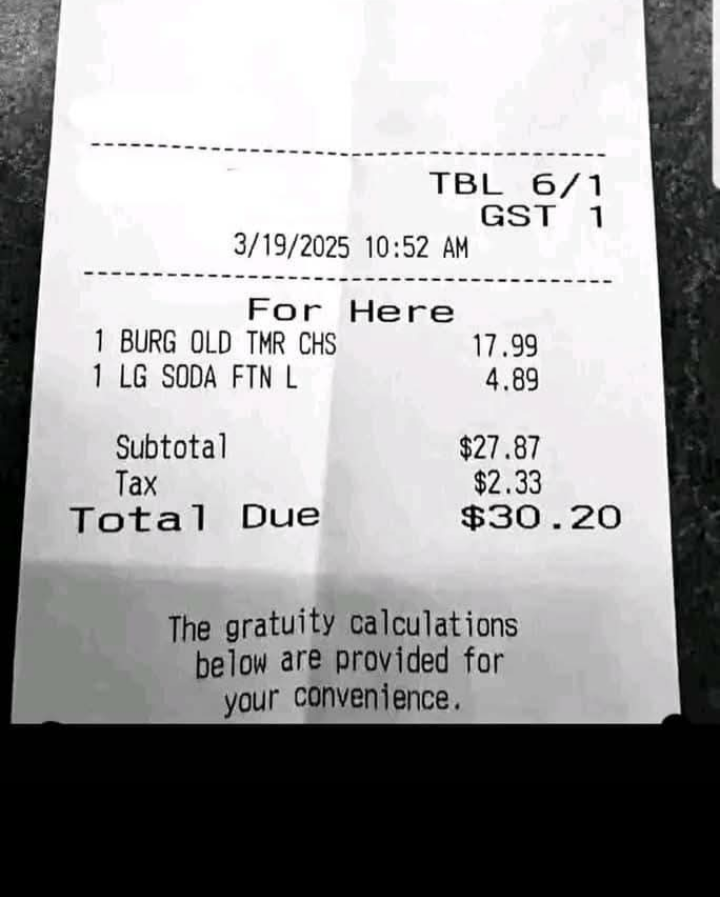 TBL 6/1
GST 1
3/19/2025 10:52 AM
For Here
1 BURG OLD TMR CHS 17.99
1 LG SODA FTN L 4.89
Subtotal $27.87
Tax $2.33
Total Due $30.20
The gratuity calculations
below are provided for
your convenience.